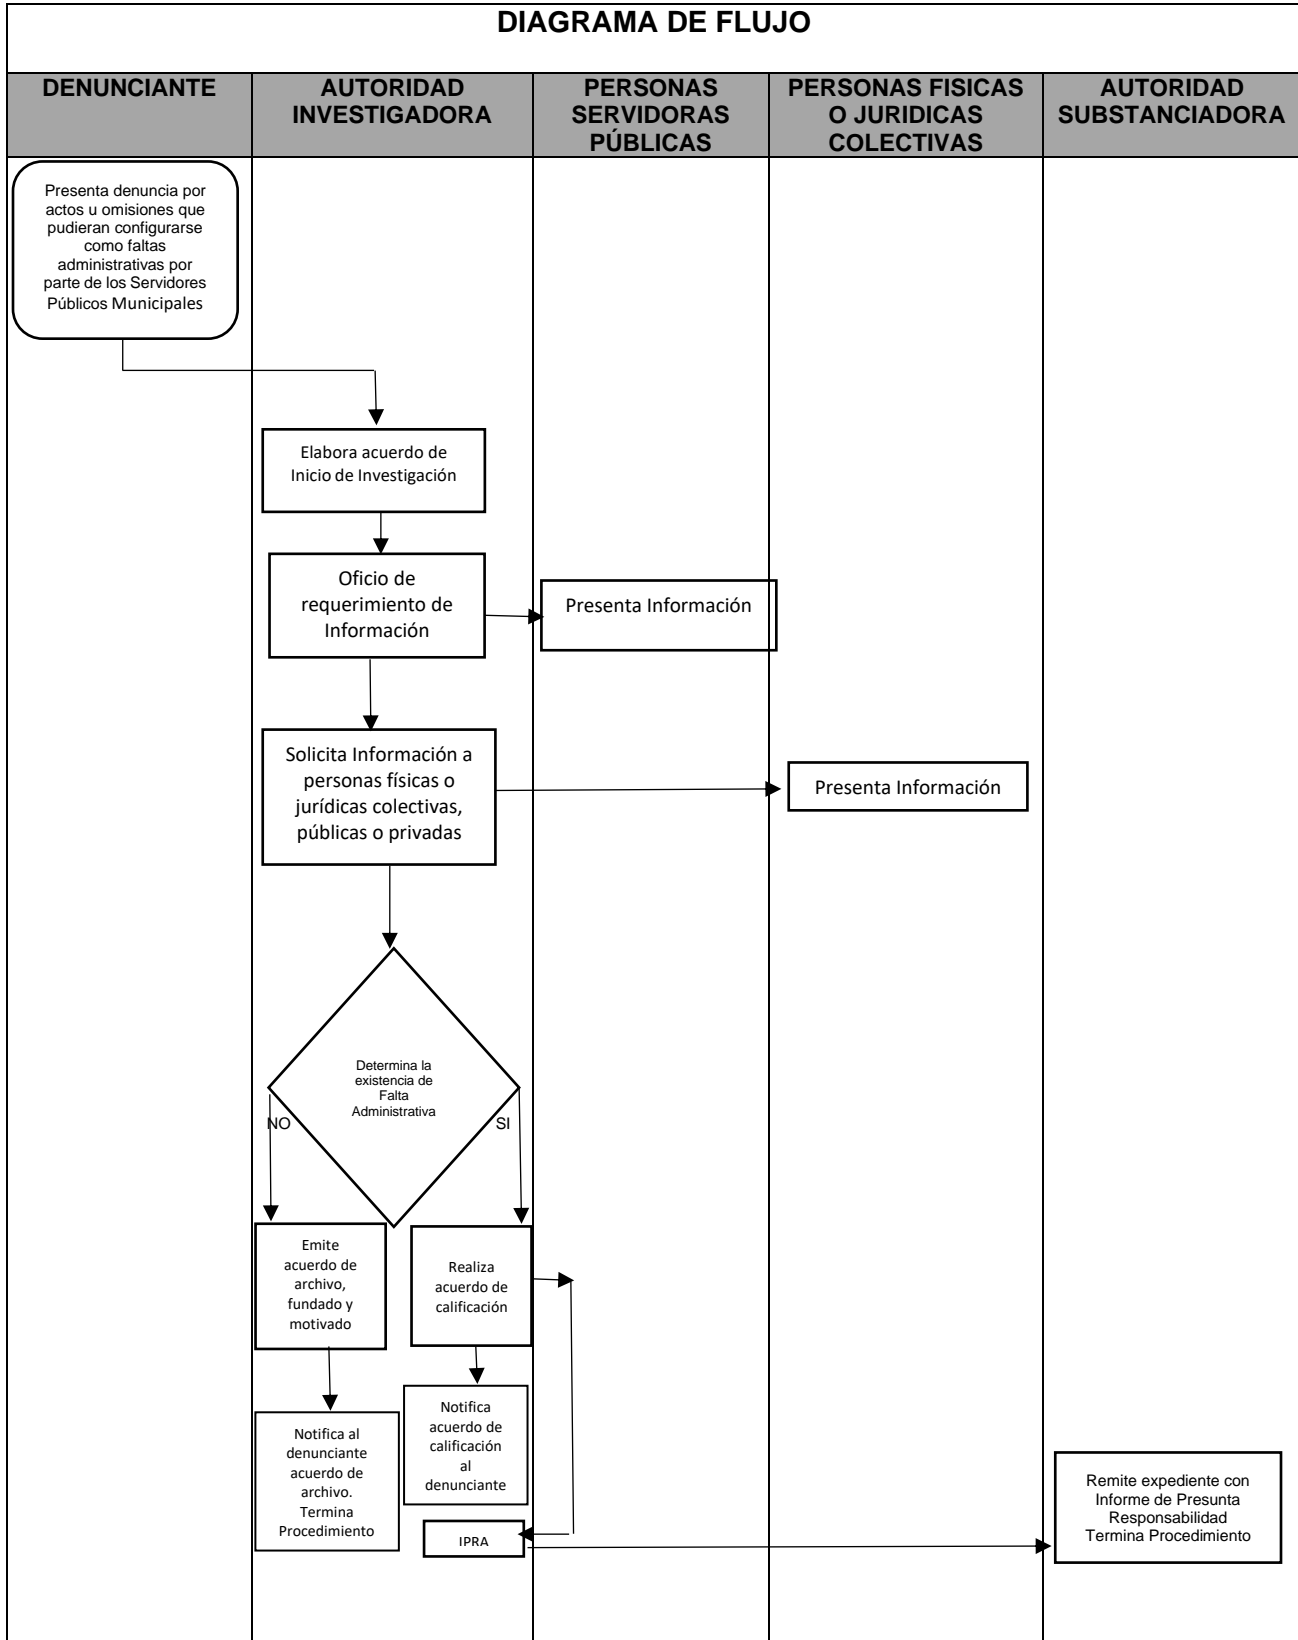 DIAGRAMA DE FLUJO
DENUNCIANTE
AUTORIDAD
INVESTIGADORA
PERSONAS
SERVIDORAS
PÚBLICAS
PERSONAS FISICAS
O JURIDICAS
COLECTIVAS
AUTORIDAD
SUBSTANCIADORA
Presenta denuncia por
actos u omisiones que
pudieran configurarse
como faltas
administrativas por
parte de los Servidores
Públicos Municipales
Elabora acuerdo de
Inicio de Investigación
Oficio de
requerimiento de
Información
Presenta Información
Solicita Información a
personas físicas o
jurídicas colectivas,
públicas o privadas
Presenta Información
Determina la
existencia de
Falta
Administrativa
NO
SI
Emite
acuerdo de
archivo,
fundado y
motivado
Realiza
acuerdo de
calificación
Notifica al
denunciante
acuerdo de
archivo.
Termina
Procedimiento
Notifica
acuerdo de
calificación
al
denunciante
IPRA
Remite expediente con
Informe de Presunta
Responsabilidad
Termina Procedimiento